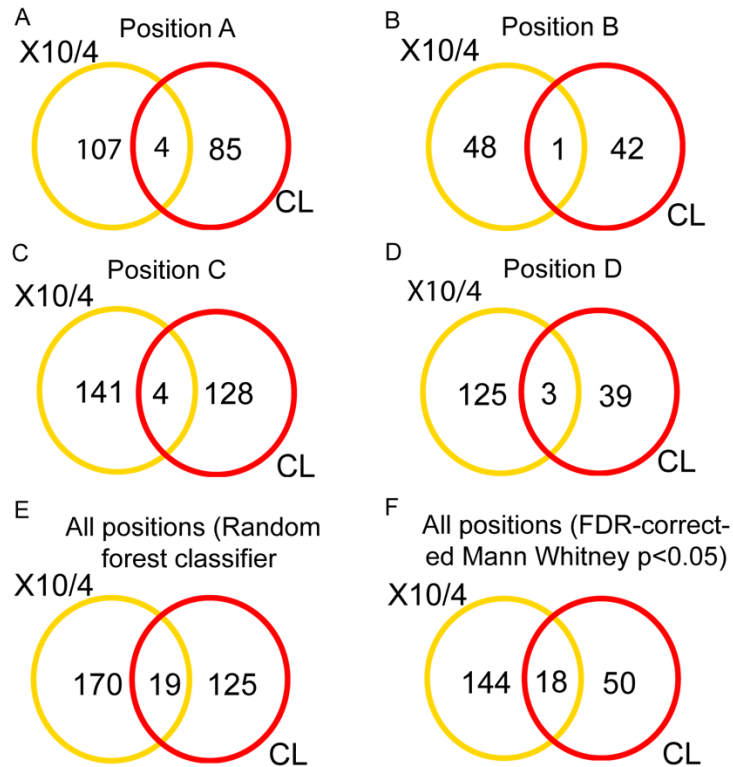 A
Position A
X10/4
107
4
85
CL
B
Position B
X10/4
48
1
42
CL
C
Position C
X10/4
141
4
128
CL
D
Position D
X10/4
125
3
39
CL
E
All positions (Random
forest classifier
X10/4
170
19
125
CL
F
All positions (FDR-correct-
ed Mann Whitney p<0.05)
X10/4
144
18
50
CL